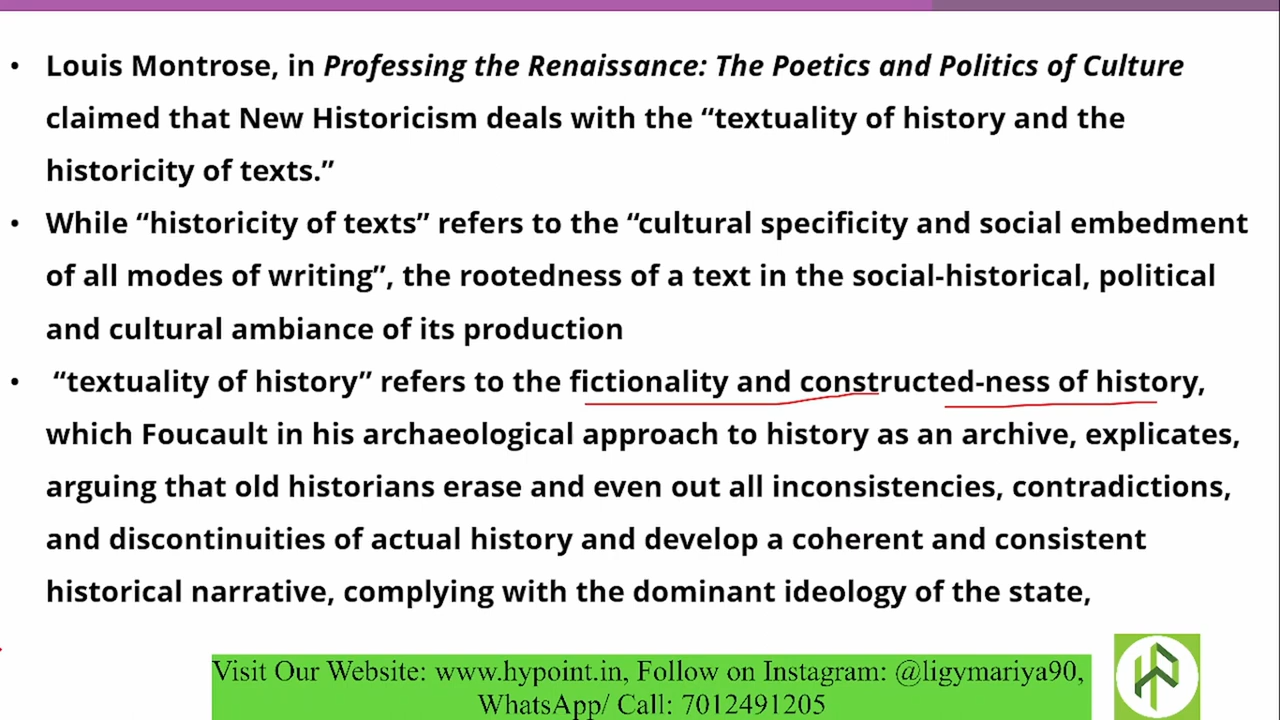 • Louis Montrose, in Professing the Renaissance: The Poetics and Politics of Culture
claimed that New Historicism deals with the “textuality of history and the
historicity of texts.”
• While “historicity of texts” refers to the “cultural specificity and social embedment
of all modes of writing”, the rootedness of a text in the social-historical, political
and cultural ambiance of its production
• “textuality of history” refers to the fictionality and constructed-ness of history,
which Foucault in his archaeological approach to history as an archive, explicates,
arguing that old historians erase and even out all inconsistencies, contradictions,
and discontinuities of actual history and develop a coherent and consistent
historical narrative, complying with the dominant ideology of the state,
Visit Our Website: www.hypoint.in, Follow on Instagram: @ligymariya90,
WhatsApp/ Call: 7012491205